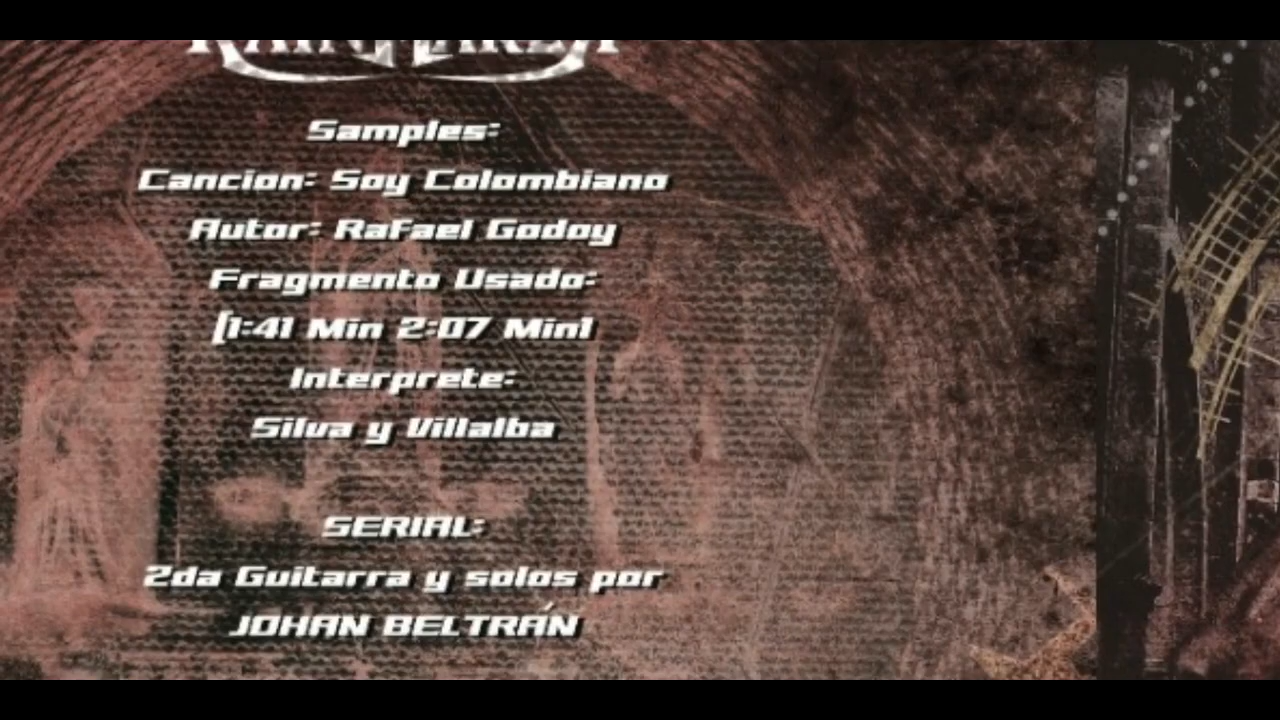 Samples:
Cancion: Soy Colombiano
Autor: Rafael Godoy
Fragmento Usado:
[1:41 Min 2:07 Min]
Interprete:
Silva y Villalba
SERIAL:
2da Guitarra y solos por
JOHAN BELTRÁN